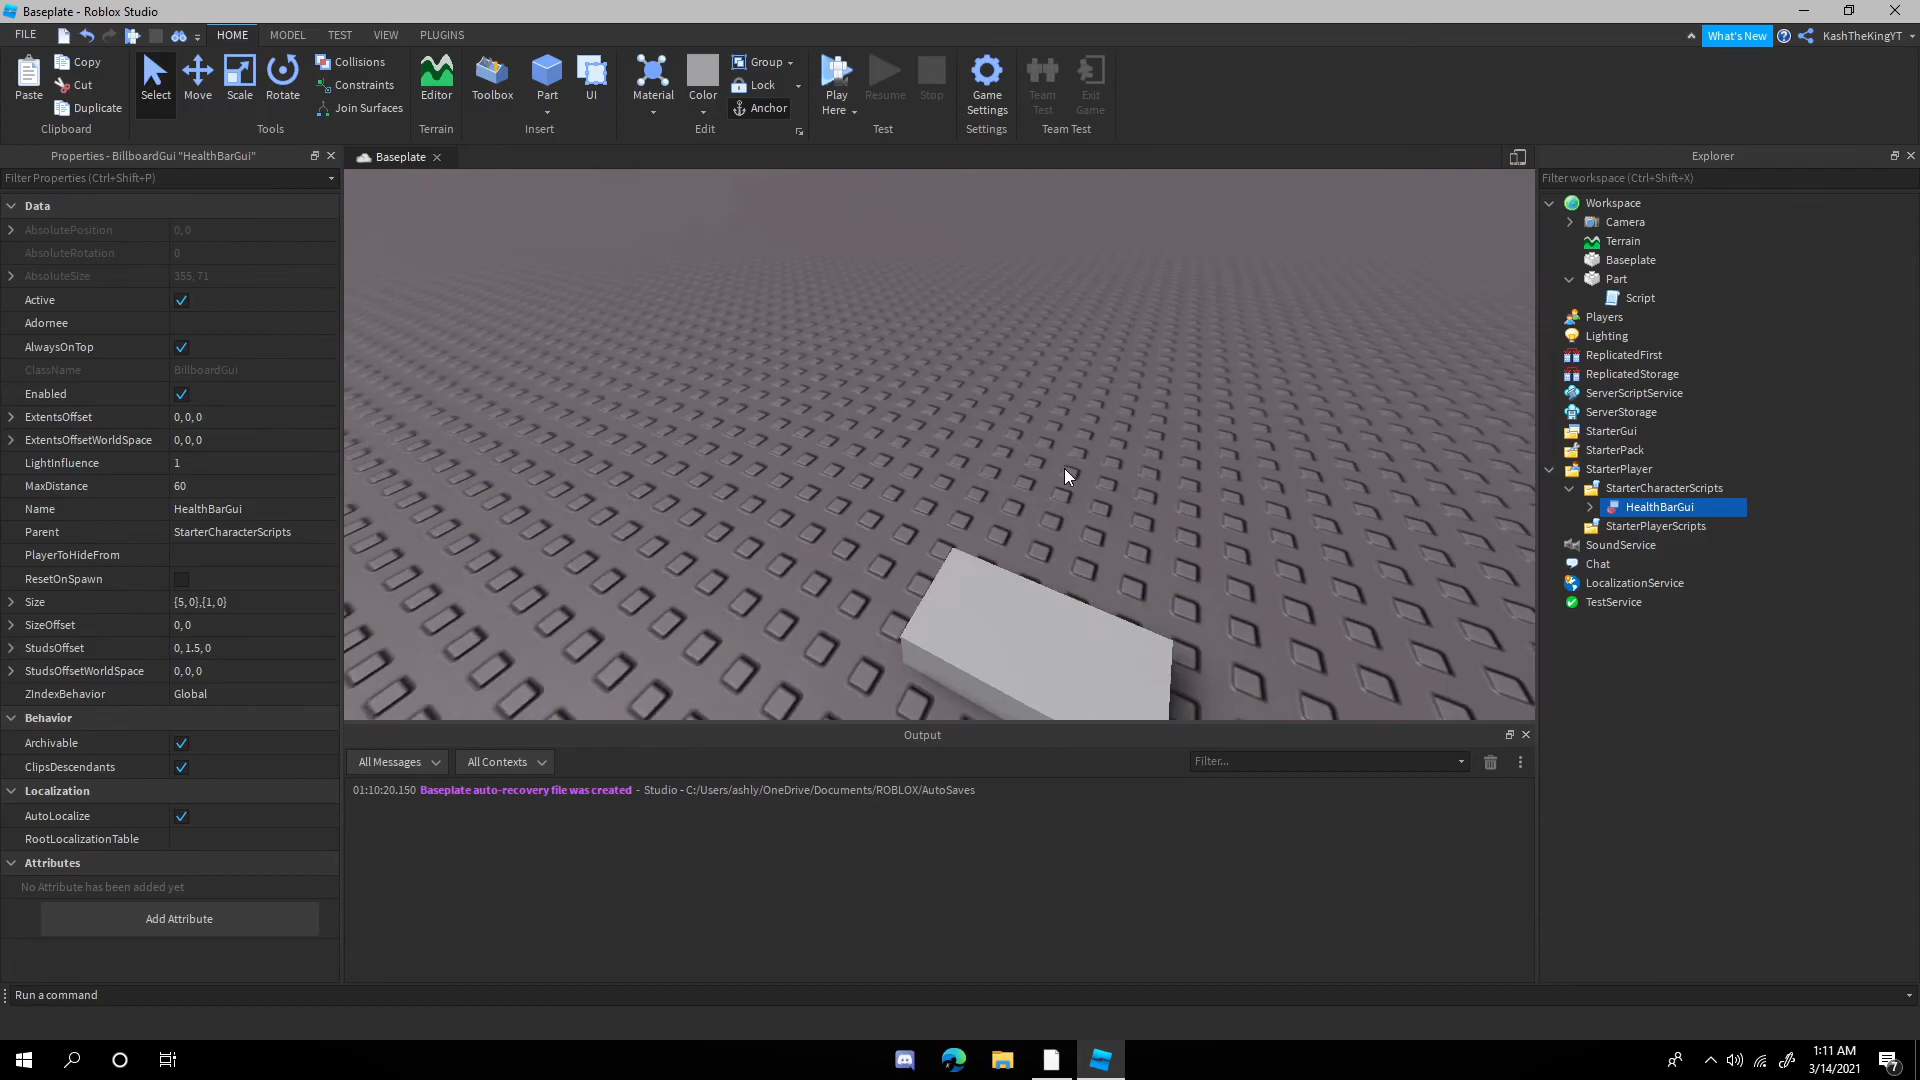 Baseplate - Roblox Studio
FILE HOME MODEL TEST VIEW PLUGINS What's New KashTheKingYT
Paste Copy Cut Duplicate Select Move Scale Rotate Collisions Constraints Join Surfaces Editor Toolbox Part UI Material Color Group Lock Anchor Play Here Resume Stop Game Settings Team Test Exit Game
Clipboard Tools Terrain Insert Edit Test Settings Team Test
Properties - BillboardGui "HealthBarGui"
Filter Properties (Ctrl+Shift+P)
Data
AbsolutePosition 0, 0
AbsoluteRotation 0
AbsoluteSize 355, 71
Active
Adornee
AlwaysOnTop
ClassName BillboardGui
Enabled
ExtentsOffset 0, 0, 0
ExtentsOffsetWorldSpace 0, 0, 0
LightInfluence 1
MaxDistance 60
Name HealthBarGui
Parent StarterCharacterScripts
PlayerToHideFrom
ResetOnSpawn
Size {5, 0},{1, 0}
SizeOffset 0, 0
StudsOffset 0, 1.5, 0
StudsOffsetWorldSpace 0, 0, 0
ZIndexBehavior Global
Behavior
Archivable
ClipsDescendants
Localization
AutoLocalize
RootLocalizationTable
Attributes
No Attribute has been added yet
Add Attribute
Baseplate
Output
All Messages All Contexts Filter...
01:10:20.150 Baseplate auto-recovery file was created - Studio - C:/Users/ashly/OneDrive/Documents/ROBLOX/AutoSaves
Explorer
Filter workspace (Ctrl+Shift+X)
Workspace
Camera
Terrain
Baseplate
Part
Script
Players
Lighting
ReplicatedFirst
ReplicatedStorage
ServerScriptService
ServerStorage
StarterGui
StarterPack
StarterPlayer
StarterCharacterScripts
HealthBarGui
StarterPlayerScripts
SoundService
Chat
LocalizationService
TestService
Run a command
1:11 AM
3/14/2021
7